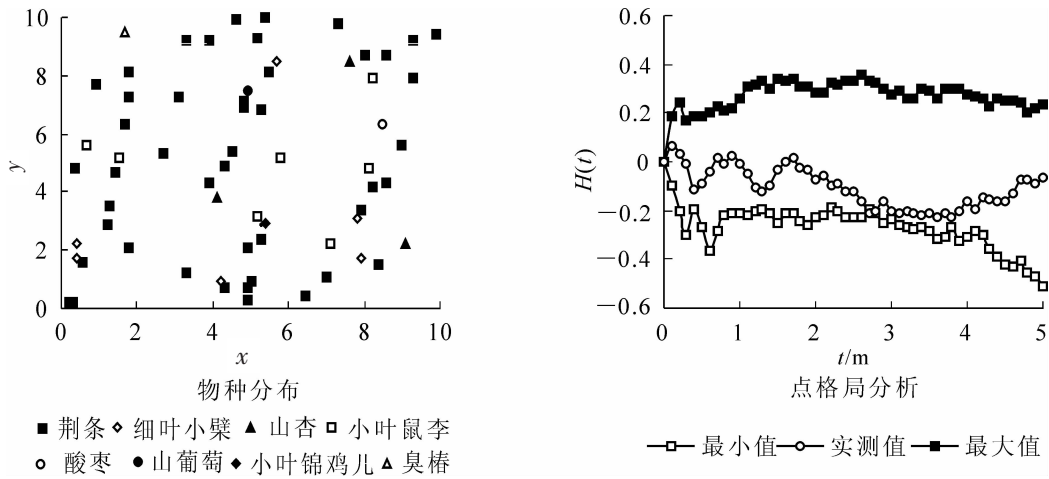 10
8
6
4
2
0
y
0 2 4 6 8 10
x
物种分布
■ 荆条 ◇ 细叶小檗 ▲ 山杏 □ 小叶鼠李
○ 酸枣 ● 山葡萄 ◆ 小叶锦鸡儿 △ 臭椿
0.6
0.4
0.2
0
−0.2
−0.4
−0.6
H(t)
0 1 2 3 4 5
t/m
点格局分析
最小值 实测值 最大值